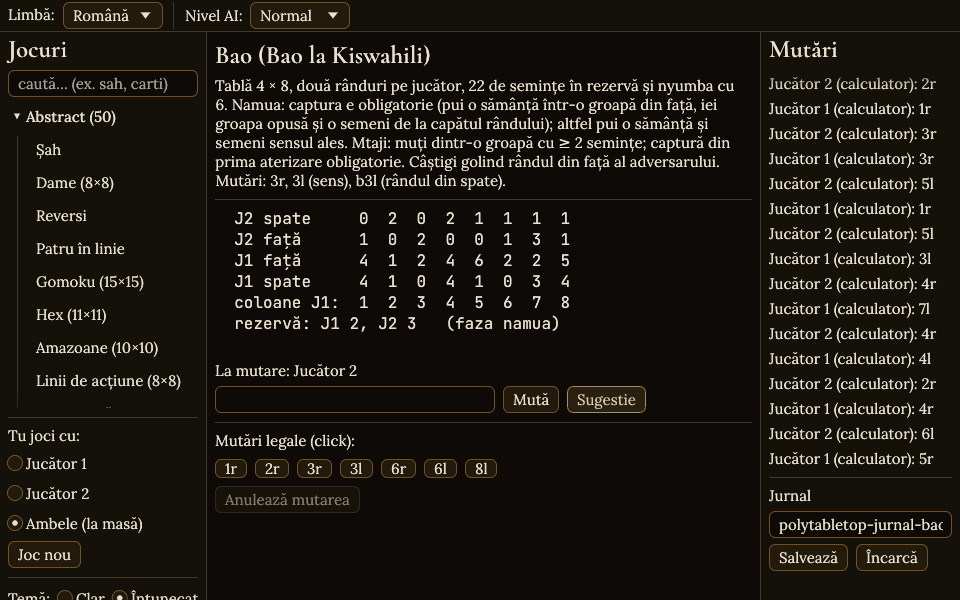 Limbă: Română ▼ Nivel AI: Normal ▼
Jocuri
caută... (ex. sah, carti)
▾ Abstract (50)
Șah
Dame (8×8)
Reversi
Patru în linie
Gomoku (15×15)
Hex (11×11)
Amazoane (10×10)
Linii de acțiune (8×8)
Tu joci cu:
Jucător 1
Jucător 2
Ambele (la masă)
Joc nou
Temă: Clar Întunecat
Bao (Bao la Kiswahili)
Tablă 4 × 8, două rânduri pe jucător, 22 de semințe în rezervă și nyumba cu
6. Namua: captura e obligatorie (pui o sămânță într-o groapă din față, iei
groapa opusă și o semeni de la capătul rândului); altfel pui o sămânță și
semeni sensul ales. Mtaji: muți dintr-o groapă cu ≥ 2 semințe; captură din
prima aterizare obligatorie. Câștigi golind rândul din față al adversarului.
Mutări: 3r, 3l (sens), b3l (rândul din spate).
J2 spate 0 2 0 2 1 1 1 1
J2 față 1 0 2 0 0 1 3 1
J1 față 4 1 2 4 6 2 2 5
J1 spate 4 1 0 4 1 0 3 4
coloane J1: 1 2 3 4 5 6 7 8
rezervă: J1 2, J2 3 (faza namua)
La mutare: Jucător 2
Mută Sugestie
Mutări legale (click):
1r 2r 3r 3l 6r 6l 8l
Anulează mutarea
Mutări
Jucător 2 (calculator): 2r
Jucător 1 (calculator): 1r
Jucător 2 (calculator): 3r
Jucător 1 (calculator): 3r
Jucător 2 (calculator): 5l
Jucător 1 (calculator): 1r
Jucător 2 (calculator): 5l
Jucător 1 (calculator): 3l
Jucător 2 (calculator): 4r
Jucător 1 (calculator): 7l
Jucător 2 (calculator): 4r
Jucător 1 (calculator): 4l
Jucător 2 (calculator): 2r
Jucător 1 (calculator): 4r
Jucător 2 (calculator): 6l
Jucător 1 (calculator): 5r
Jurnal
polytabletop-jurnal-bao
Salvează Încarcă